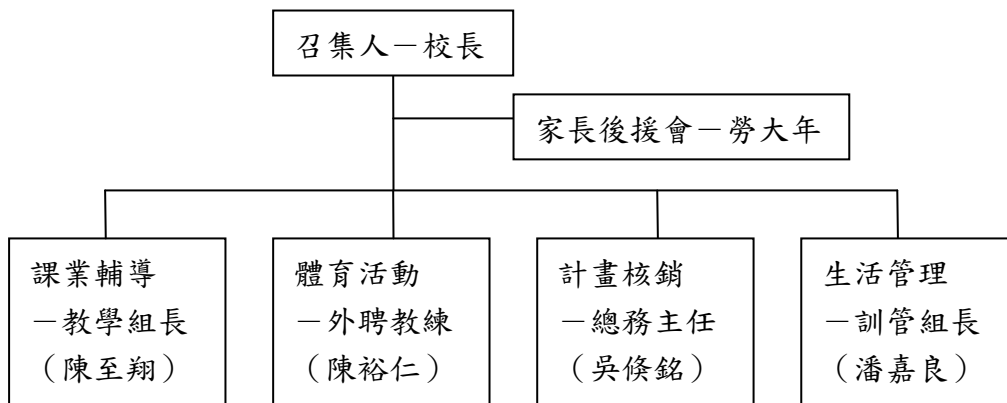 召集人－校長
家長後援會－勞大年
課業輔導
－教學組長
（陳至翔）
體育活動
－外聘教練
（陳裕仁）
計畫核銷
－總務主任
（吳倏銘）
生活管理
－訓管組長
（潘嘉良）